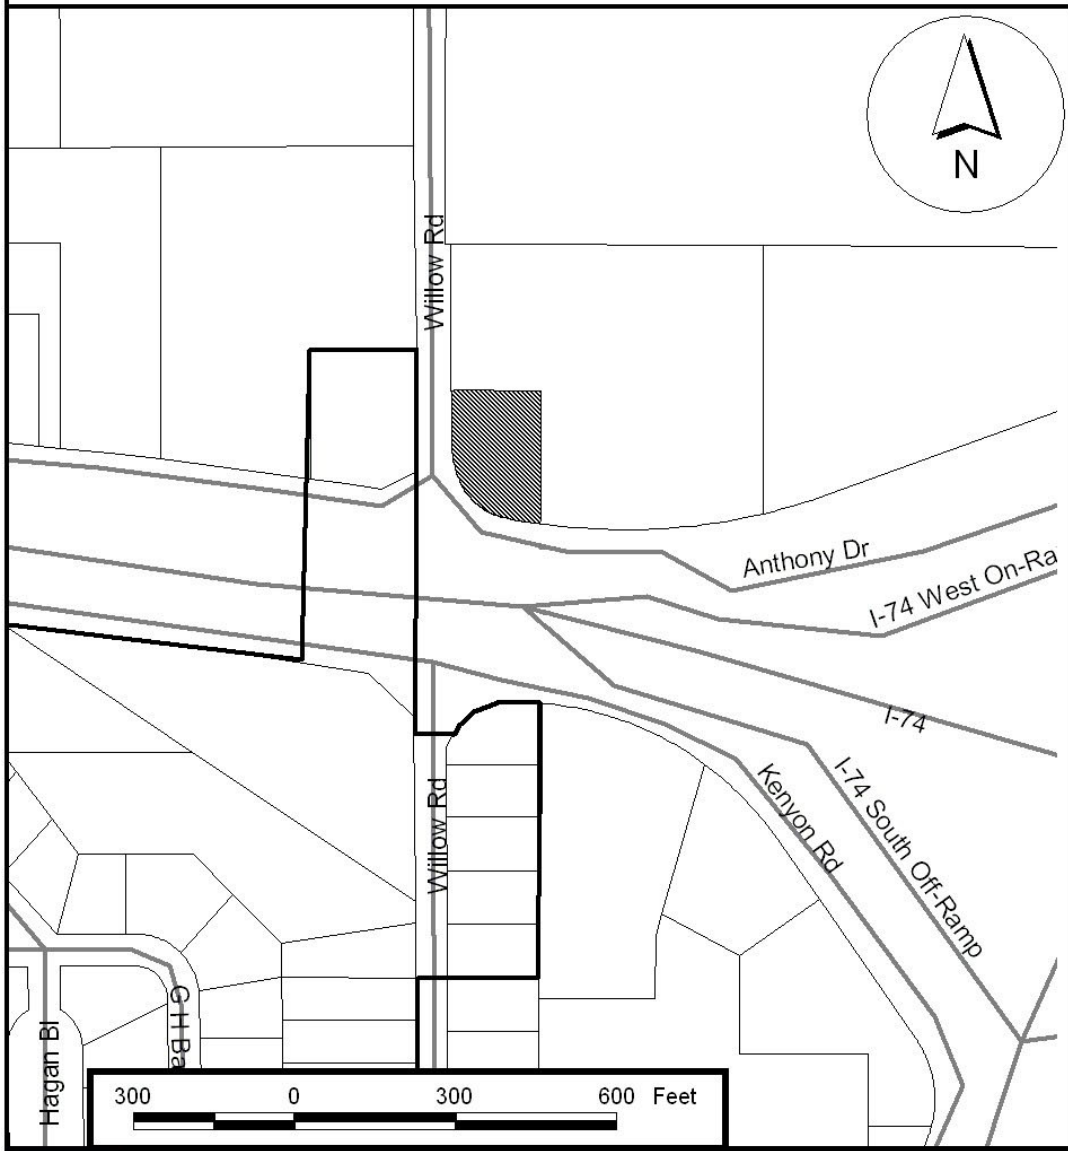 N
Willow Rd
Anthony Dr
I-74 West On-Ra
I-74
I-74 South Off-Ramp
Kenyon Rd
Willow Rd
G H Ba
Hagan Bl
300 0 300 600 Feet